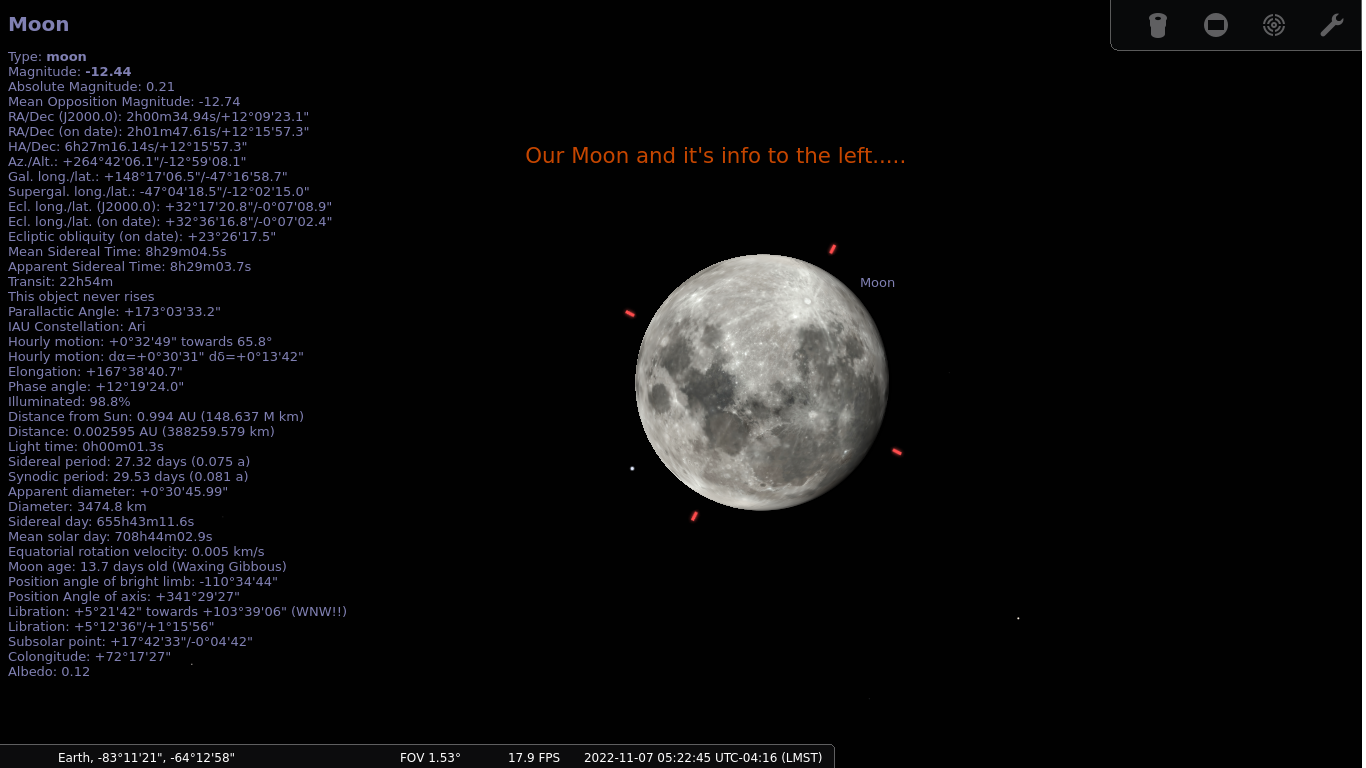 Moon
Type: moon
Magnitude: -12.44
Absolute Magnitude: 0.21
Mean Opposition Magnitude: -12.74
RA/Dec (J2000.0): 2h00m34.94s/+12°09'23.1"
RA/Dec (on date): 2h01m47.61s/+12°15'57.3"
HA/Dec: 6h27m16.14s/+12°15'57.3"
Az./Alt.: +264°42'06.1"/-12°59'08.1"
Gal. long./lat.: +148°17'06.5"/-47°16'58.7"
Supergal. long./lat.: -47°04'18.5"/-12°02'15.0"
Ecl. long./lat. (J2000.0): +32°17'20.8"/-0°07'08.9"
Ecl. long./lat. (on date): +32°36'16.8"/-0°07'02.4"
Ecliptic obliquity (on date): +23°26'17.5"
Mean Sidereal Time: 8h29m04.5s
Apparent Sidereal Time: 8h29m03.7s
Transit: 22h54m
This object never rises
Parallactic Angle: +173°03'33.2"
IAU Constellation: Ari
Hourly motion: +0°32'49" towards 65.8°
Hourly motion: dα=+0°30'31" dδ=+0°13'42"
Elongation: +167°38'40.7"
Phase angle: +12°19'24.0"
Illuminated: 98.8%
Distance from Sun: 0.994 AU (148.637 M km)
Distance: 0.002595 AU (388259.579 km)
Light time: 0h00m01.3s
Sidereal period: 27.32 days (0.075 a)
Synodic period: 29.53 days (0.081 a)
Apparent diameter: +0°30'45.99"
Diameter: 3474.8 km
Sidereal day: 655h43m11.6s
Mean solar day: 708h44m02.9s
Equatorial rotation velocity: 0.005 km/s
Moon age: 13.7 days old (Waxing Gibbous)
Position angle of bright limb: -110°34'44"
Position Angle of axis: +341°29'27"
Libration: +5°21'42" towards +103°39'06" (WNW!!)
Libration: +5°12'36"/+1°15'56"
Subsolar point: +17°42'33"/-0°04'42"
Colongitude: +72°17'27"
Albedo: 0.12
Our Moon and it's info to the left.....
Moon
Earth, -83°11'21", -64°12'58" FOV 1.53° 17.9 FPS 2022-11-07 05:22:45 UTC-04:16 (LMST)